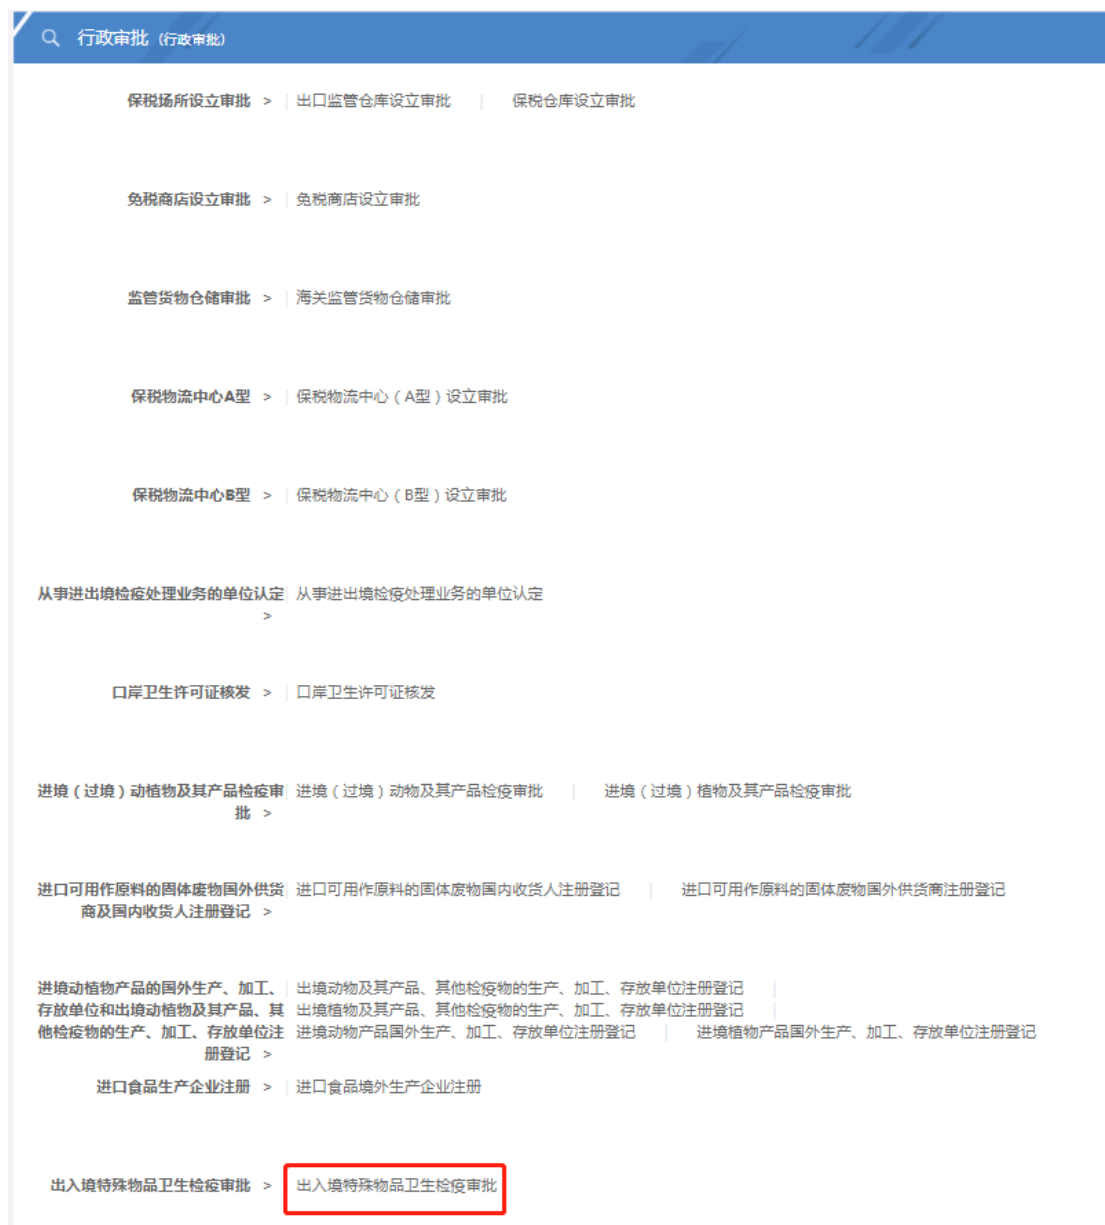 行政审批（行政审批）
保税场所设立审批 > 出口监管仓库设立审批 保税仓库设立审批
免税商店设立审批 > 免税商店设立审批
监管货物仓储审批 > 海关监管货物仓储审批
保税物流中心A型 > 保税物流中心（A型）设立审批
保税物流中心B型 > 保税物流中心（B型）设立审批
从事进出境检疫处理业务的单位认定 从事进出境检疫处理业务的单位认定
>
口岸卫生许可证核发 > 口岸卫生许可证核发
进境（过境）动植物及其产品检疫审 进境（过境）动物及其产品检疫审批 进境（过境）植物及其产品检疫审批
批 >
进口可用作原料的固体废物国外供货 进口可用作原料的固体废物国内收货人注册登记 进口可用作原料的固体废物国外供货商注册登记
商及国内收货人注册登记 >
进境动植物产品的国外生产、加工、 出境动物及其产品、其他检疫物的生产、加工、存放单位注册登记
存放单位和出境动植物及其产品、其 出境植物及其产品、其他检疫物的生产、加工、存放单位注册登记
他检疫物的生产、加工、存放单位注 进境动物产品国外生产、加工、存放单位注册登记 进境植物产品国外生产、加工、存放单位注册登记
册登记 >
进口食品生产企业注册 > 进口食品境外生产企业注册
出入境特殊物品卫生检疫审批 > 出入境特殊物品卫生检疫审批